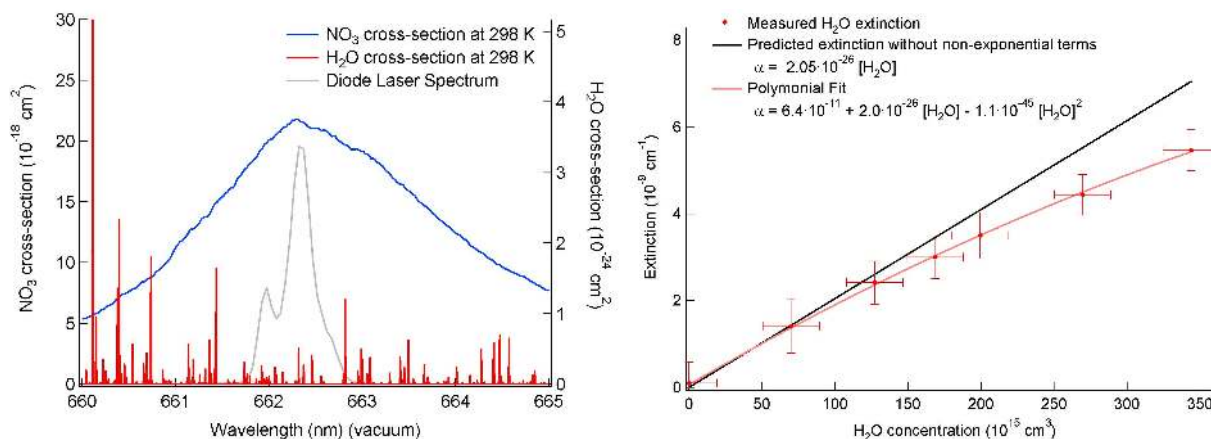 30
25
20
15
10
5
0
NO₃ cross-section (10⁻¹⁸ cm²)
NO₃ cross-section at 298 K
H₂O cross-section at 298 K
Diode Laser Spectrum
5
4
3
2
1
0
H₂O cross-section (10⁻²⁴ cm²)
660 661 662 663 664 665
Wavelength (nm) (vacuum)
8
6
4
2
0
Extinction (10⁻⁹ cm⁻¹)
Measured H₂O extinction
Predicted extinction without non-exponential terms
α = 2.05·10⁻²⁶ [H₂O]
Polymonial Fit
α = 6.4·10⁻¹¹ + 2.0·10⁻²⁶ [H₂O] - 1.1·10⁻⁴⁵ [H₂O]²
0 50 100 150 200 250 300 350
H₂O concentration (10¹⁵ cm³)